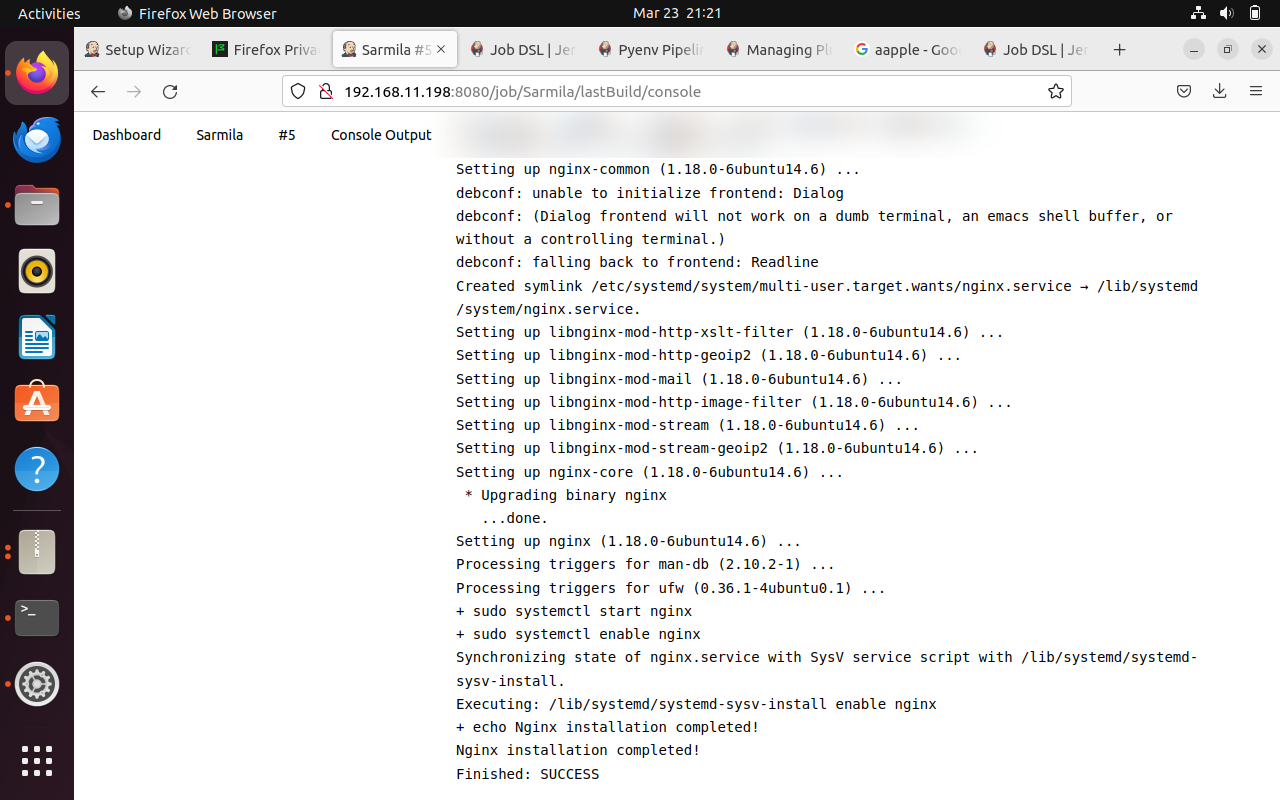 Activities
Firefox Web Browser
Mar 23 21:21
Setup Wizar
Firefox Priva
Sarmila #5
Job DSL | Jer
Pyenv Pipelin
Managing Plu
aapple - Goo
Job DSL | Jer
192.168.11.198:8080/job/Sarmila/lastBuild/console
Dashboard
Sarmila
#5
Console Output
Setting up nginx-common (1.18.0-6ubuntu14.6) ...
debconf: unable to initialize frontend: Dialog
debconf: (Dialog frontend will not work on a dumb terminal, an emacs shell buffer, or
without a controlling terminal.)
debconf: falling back to frontend: Readline
Created symlink /etc/systemd/system/multi-user.target.wants/nginx.service → /lib/systemd
/system/nginx.service.
Setting up libnginx-mod-http-xslt-filter (1.18.0-6ubuntu14.6) ...
Setting up libnginx-mod-http-geoip2 (1.18.0-6ubuntu14.6) ...
Setting up libnginx-mod-mail (1.18.0-6ubuntu14.6) ...
Setting up libnginx-mod-http-image-filter (1.18.0-6ubuntu14.6) ...
Setting up libnginx-mod-stream (1.18.0-6ubuntu14.6) ...
Setting up libnginx-mod-stream-geoip2 (1.18.0-6ubuntu14.6) ...
Setting up nginx-core (1.18.0-6ubuntu14.6) ...
* Upgrading binary nginx
...done.
Setting up nginx (1.18.0-6ubuntu14.6) ...
Processing triggers for man-db (2.10.2-1) ...
Processing triggers for ufw (0.36.1-4ubuntu0.1) ...
+ sudo systemctl start nginx
+ sudo systemctl enable nginx
Synchronizing state of nginx.service with SysV service script with /lib/systemd/systemd-
sysv-install.
Executing: /lib/systemd/systemd-sysv-install enable nginx
+ echo Nginx installation completed!
Nginx installation completed!
Finished: SUCCESS